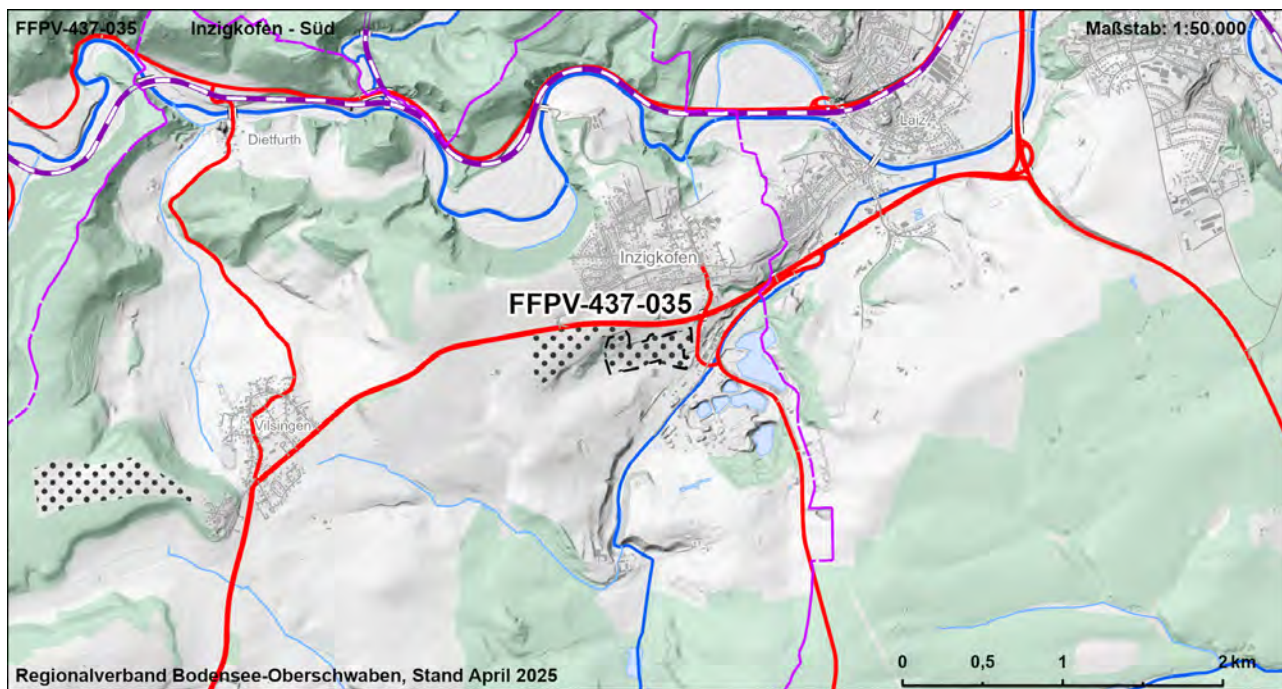 FFPV-437-035 Inzigkofen - Süd Maßstab: 1:50.000
Laiz
Dietfurth
Inzigkofen
FFPV-437-035
Vilsingen
Regionalverband Bodensee-Oberschwaben, Stand April 2025
0 0,5 1 2 km